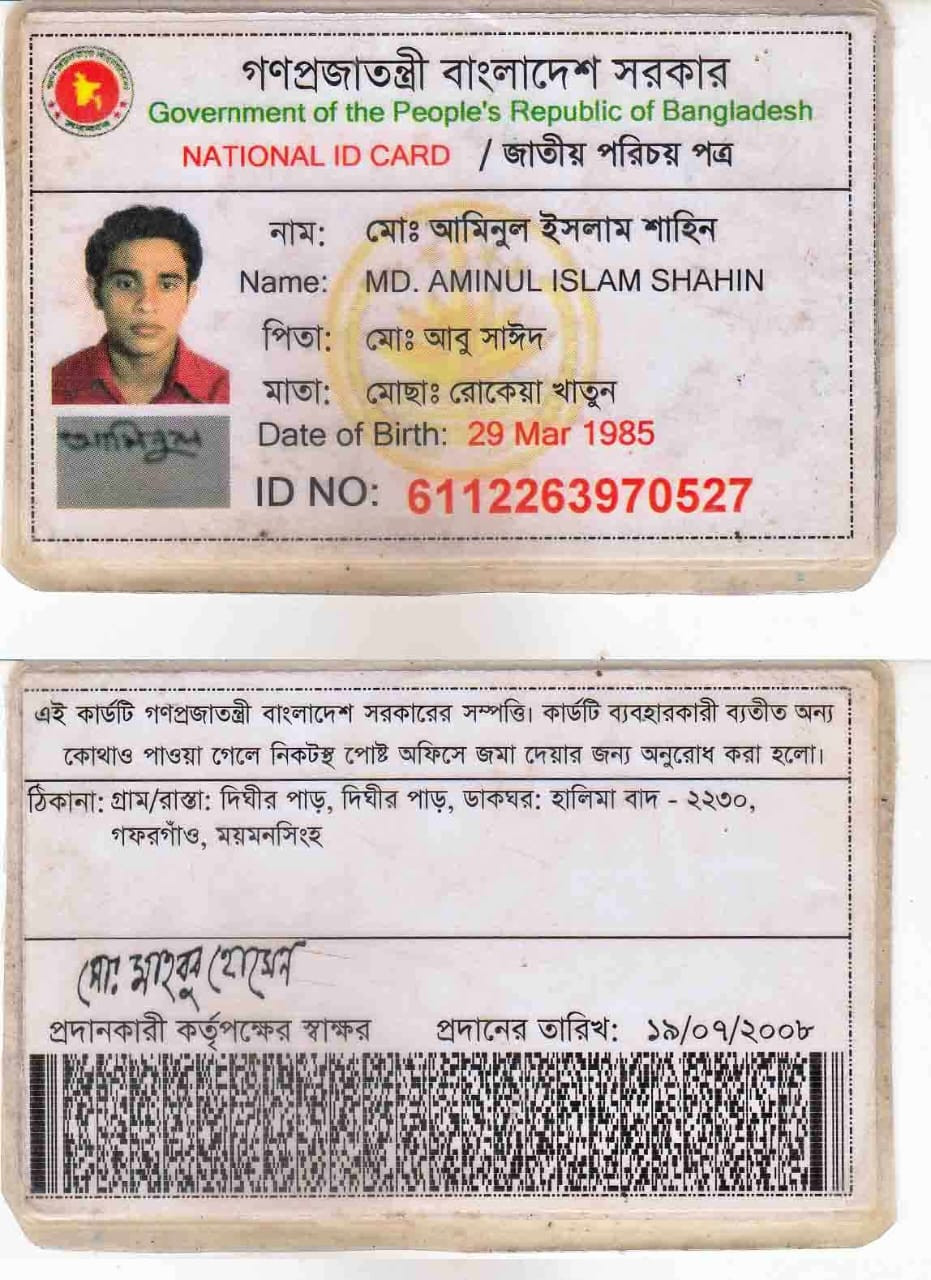 গণপ্রজাতন্ত্রী বাংলাদেশ সরকার
Government of the People's Republic of Bangladesh
NATIONAL ID CARD / জাতীয় পরিচয় পত্র
নাম: মোঃ আমিনুল ইসলাম শাহিন
Name: MD. AMINUL ISLAM SHAHIN
পিতা: মোঃ আবু সাঈদ
মাতা: মোছাঃ রোকেয়া খাতুন
আমিনুল
Date of Birth: 29 Mar 1985
ID NO: 6112263970527
এই কার্ডটি গণপ্রজাতন্ত্রী বাংলাদেশ সরকারের সম্পত্তি। কার্ডটি ব্যবহারকারী ব্যতীত অন্য
কোথাও পাওয়া গেলে নিকটস্থ পোষ্ট অফিসে জমা দেয়ার জন্য অনুরোধ করা হলো।
ঠিকানা: গ্রাম/রাস্তা: দিঘীর পাড়, দিঘীর পাড়, ডাকঘর: হালিমা বাদ - ২২৩০,
গফরগাঁও, ময়মনসিংহ
মো: মাহবুব হোসেন
প্রদানকারী কর্তৃপক্ষের স্বাক্ষর প্রদানের তারিখ: ১৯/০৭/২০০৮